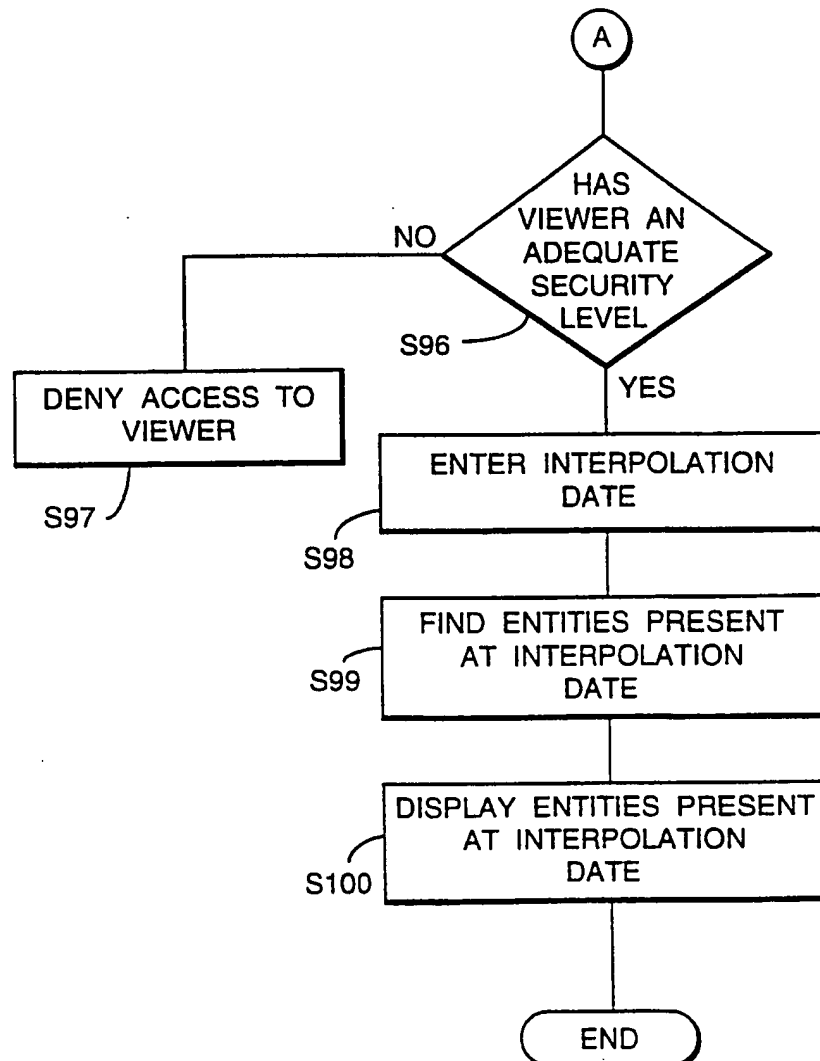 A
HAS
VIEWER AN
ADEQUATE
SECURITY
LEVEL
NO
S96
YES
DENY ACCESS TO
VIEWER
S97
ENTER INTERPOLATION
DATE
S98
FIND ENTITIES PRESENT
AT INTERPOLATION
DATE
S99
DISPLAY ENTITIES PRESENT
AT INTERPOLATION
DATE
S100
END